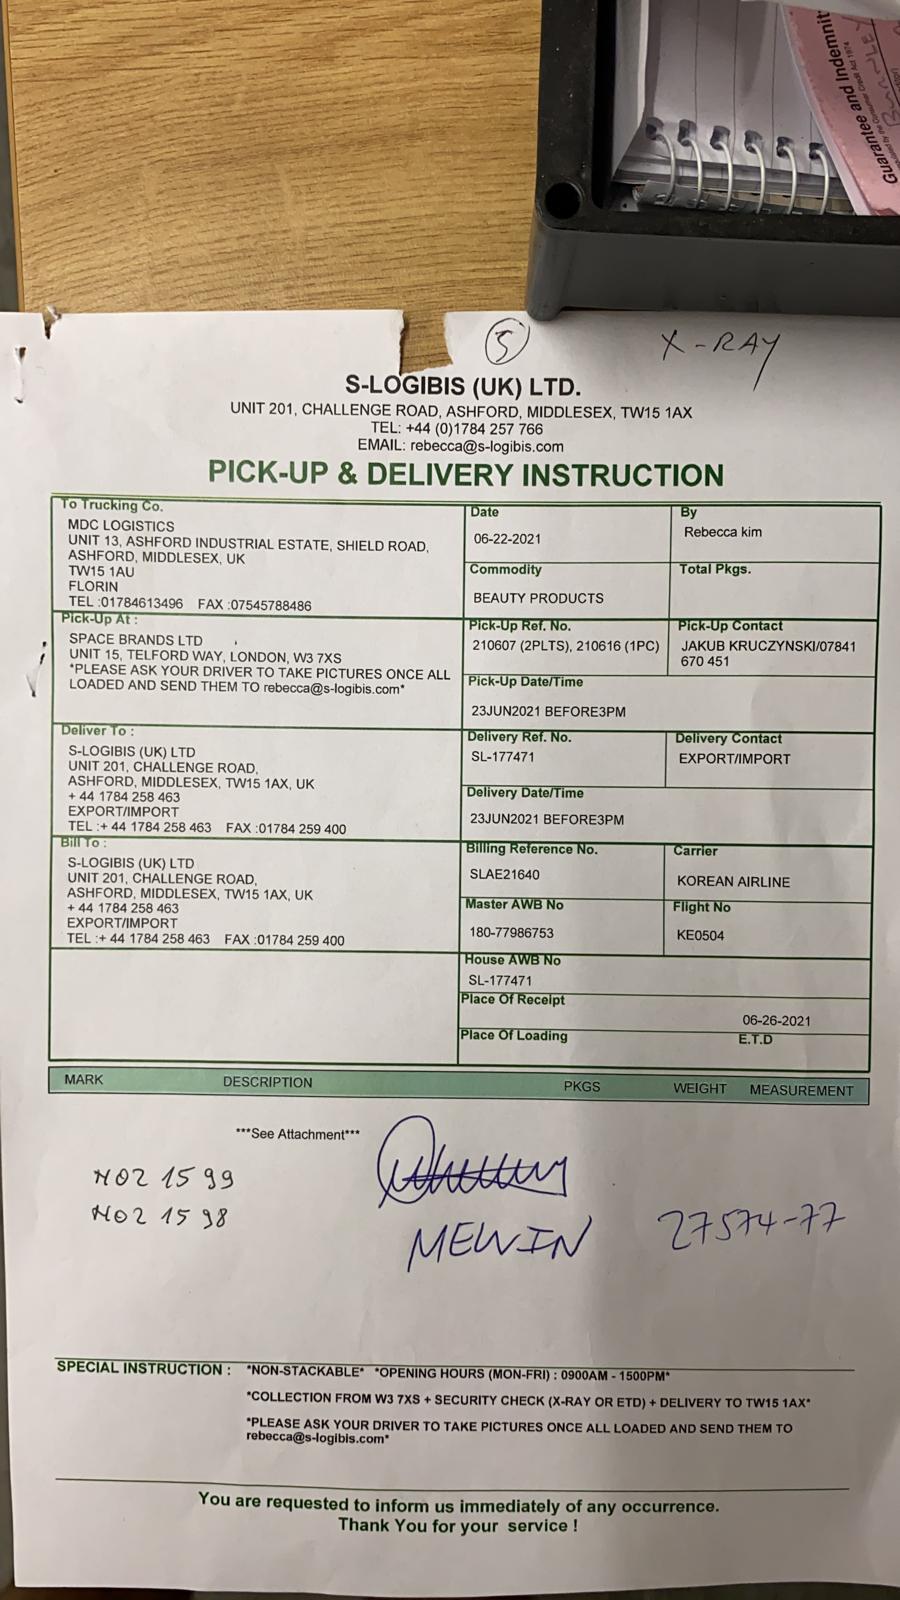 Guarantee and Indemnity
5
X-RAY
S-LOGIBIS (UK) LTD.
UNIT 201, CHALLENGE ROAD, ASHFORD, MIDDLESEX, TW15 1AX
TEL: +44 (0)1784 257 766
EMAIL: rebecca@s-logibis.com
PICK-UP & DELIVERY INSTRUCTION
To Trucking Co.
MDC LOGISTICS
UNIT 13, ASHFORD INDUSTRIAL ESTATE, SHIELD ROAD,
ASHFORD, MIDDLESEX, UK
TW15 1AU
FLORIN
TEL :01784613496 FAX :07545788486
Date
06-22-2021
By
Rebecca kim
Commodity
BEAUTY PRODUCTS
Total Pkgs.
Pick-Up At :
SPACE BRANDS LTD
UNIT 15, TELFORD WAY, LONDON, W3 7XS
*PLEASE ASK YOUR DRIVER TO TAKE PICTURES ONCE ALL
LOADED AND SEND THEM TO rebecca@s-logibis.com*
Pick-Up Ref. No.
210607 (2PLTS), 210616 (1PC)
Pick-Up Contact
JAKUB KRUCZYNSKI/07841
670 451
Pick-Up Date/Time
23JUN2021 BEFORE3PM
Deliver To :
S-LOGIBIS (UK) LTD
UNIT 201, CHALLENGE ROAD,
ASHFORD, MIDDLESEX, TW15 1AX, UK
+ 44 1784 258 463
EXPORT/IMPORT
TEL :+ 44 1784 258 463 FAX :01784 259 400
Delivery Ref. No.
SL-177471
Delivery Contact
EXPORT/IMPORT
Delivery Date/Time
23JUN2021 BEFORE3PM
Bill To :
S-LOGIBIS (UK) LTD
UNIT 201, CHALLENGE ROAD,
ASHFORD, MIDDLESEX, TW15 1AX, UK
+ 44 1784 258 463
EXPORT/IMPORT
TEL :+ 44 1784 258 463 FAX :01784 259 400
Billing Reference No.
SLAE21640
Carrier
KOREAN AIRLINE
Master AWB No
180-77986753
Flight No
KE0504
House AWB No
SL-177471
Place Of Receipt
06-26-2021
Place Of Loading
E.T.D
MARK DESCRIPTION PKGS WEIGHT MEASUREMENT
***See Attachment***
H02 1599
H02 1598
MELVIN
27574-77
SPECIAL INSTRUCTION : *NON-STACKABLE* *OPENING HOURS (MON-FRI) : 0900AM - 1500PM*
*COLLECTION FROM W3 7XS + SECURITY CHECK (X-RAY OR ETD) + DELIVERY TO TW15 1AX*
*PLEASE ASK YOUR DRIVER TO TAKE PICTURES ONCE ALL LOADED AND SEND THEM TO
rebecca@s-logibis.com*
You are requested to inform us immediately of any occurrence.
Thank You for your service !